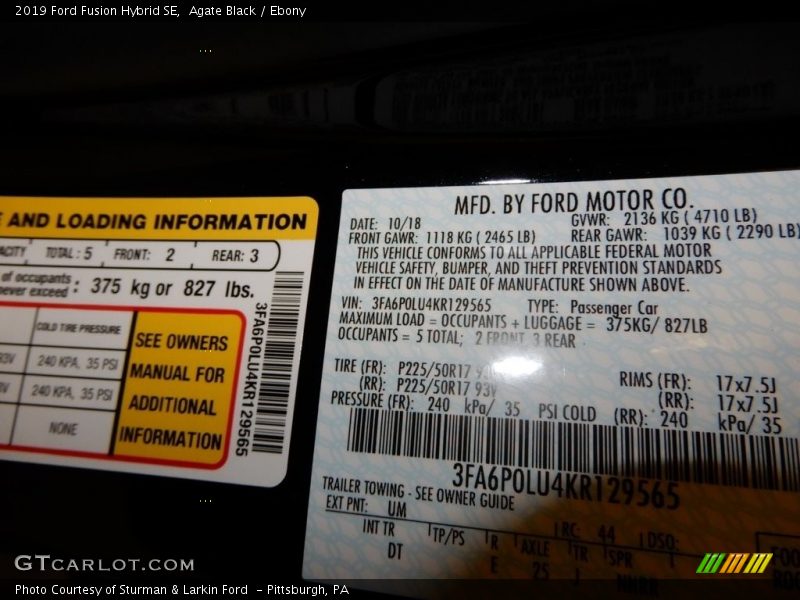 2019 Ford Fusion Hybrid SE, Agate Black / Ebony
E AND LOADING INFORMATION
ACITY TOTAL: 5 FRONT: 2 REAR: 3
of occupants
never exceed: 375 kg or 827 lbs.
COLD TIRE PRESSURE
93V 240 KPA, 35 PSI
240 KPA, 35 PSI
NONE
SEE OWNERS
MANUAL FOR
ADDITIONAL
INFORMATION
3FA6P0LU4KR129565
MFD. BY FORD MOTOR CO.
DATE: 10/18 GVWR: 2136 KG ( 4710 LB)
FRONT GAWR: 1118 KG ( 2465 LB) REAR GAWR: 1039 KG ( 2290 LB)
THIS VEHICLE CONFORMS TO ALL APPLICABLE FEDERAL MOTOR
VEHICLE SAFETY, BUMPER, AND THEFT PREVENTION STANDARDS
IN EFFECT ON THE DATE OF MANUFACTURE SHOWN ABOVE.
VIN: 3FA6P0LU4KR129565 TYPE: Passenger Car
MAXIMUM LOAD = OCCUPANTS + LUGGAGE = 375KG/ 827LB
OCCUPANTS = 5 TOTAL; 2 FRONT, 3 REAR
TIRE (FR): P225/50R17 RIMS (FR): 17x7.5J
(RR): P225/50R17 93V (RR): 17x7.5J
PRESSURE (FR): 240 kPa/ 35 PSI COLD (RR): 240 kPa/ 35
3FA6P0LU4KR129565
TRAILER TOWING - SEE OWNER GUIDE
EXT PNT: UM RC: 44 DSO:
INT TR TP/PS R AXLE TR SPR
DT E 25 J
GTCARLOT.COM
Photo Courtesy of Sturman & Larkin Ford - Pittsburgh, PA